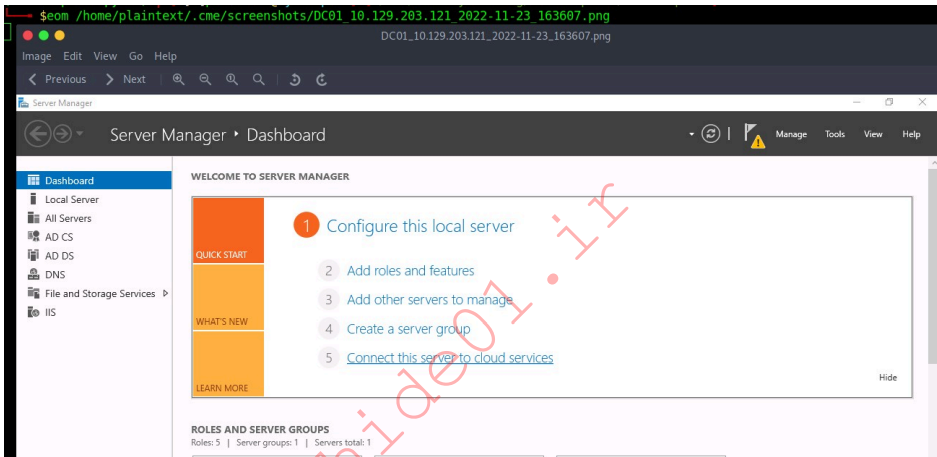 $eom /home/plaintext/.cme/screenshots/DC01_10.129.203.121_2022-11-23_163607.png
DC01_10.129.203.121_2022-11-23_163607.png
Image Edit View Go Help
Previous Next
Server Manager
Server Manager Dashboard
Manage Tools View Help
Dashboard
Local Server
All Servers
AD CS
AD DS
DNS
File and Storage Services
IIS
WELCOME TO SERVER MANAGER
QUICK START
WHAT'S NEW
LEARN MORE
1 Configure this local server
2 Add roles and features
3 Add other servers to manage
4 Create a server group
5 Connect this server to cloud services
Hide
ROLES AND SERVER GROUPS
Roles: 5 | Server groups: 1 | Servers total: 1
hide01.ir